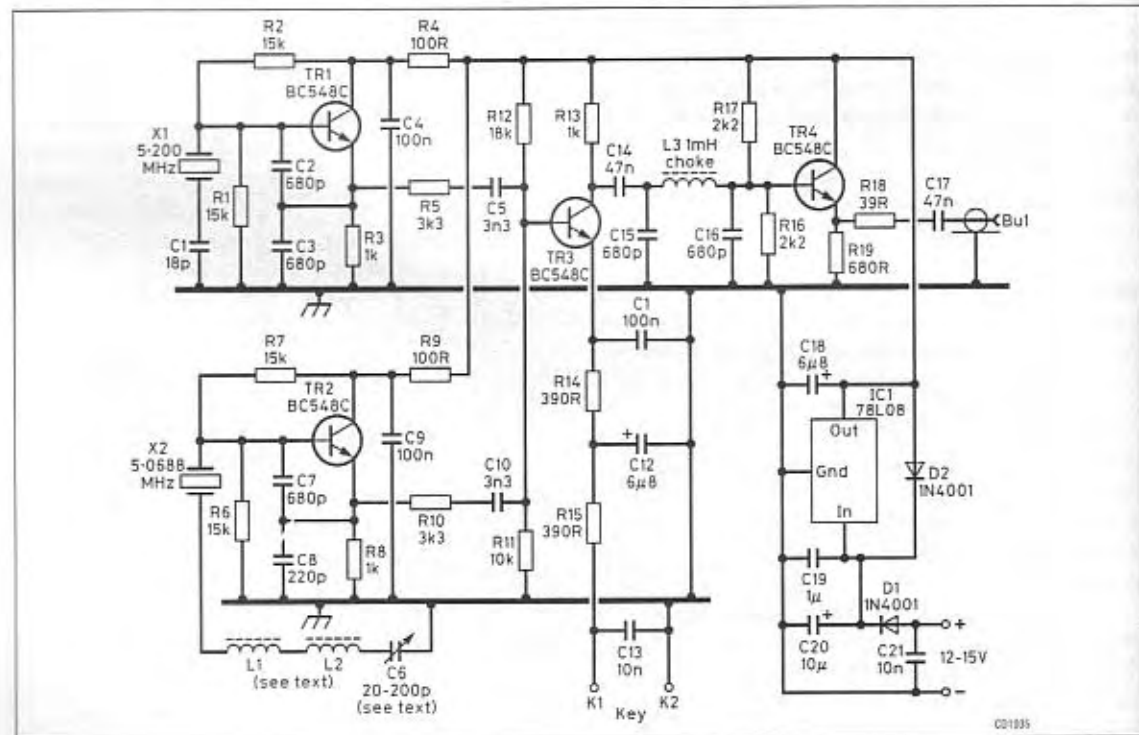 R2
15k
R4
100R
TR1
BC548C
X1
5-200
MHz
R1
15k
C1
18p
C2
680p
C3
680p
R3
1k
C4
100n
R5
3k3
C5
3n3
R12
18k
R13
1k
C14
47n
TR3
BC548C
L3 1mH
choke
C15
680p
C16
680p
R17
2k2
TR4
BC548C
R16
2k2
R18
39R
R19
680R
C17
47n
Bu1
R7
15k
R9
100R
TR2
BC548C
X2
5-0688
MHz
R6
15k
C7
680p
C8
220p
R8
1k
C9
100n
R10
3k3
C10
3n3
R11
10k
L1
(see text)
L2
C6
20-200p
(see text)
C1
100n
R14
390R
+
C12
6µ8
R15
390R
C13
10n
K1
K2
Key
C18
6µ8
+
IC1
78L08
Out
Gnd
In
D2
1N4001
C19
1µ
D1
1N4001
C20
10µ
+
C21
10n
+
12-15V
−
CD1035